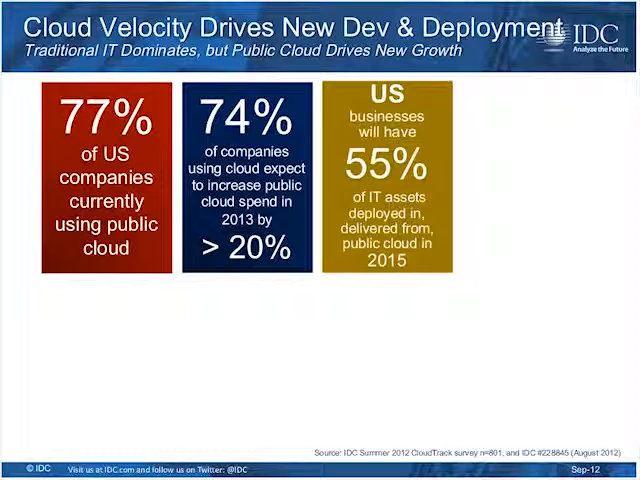 Cloud Velocity Drives New Dev & Deployment
Traditional IT Dominates, but Public Cloud Drives New Growth
IDC
Analyze the Future
77%
of US
companies
currently
using public
cloud
74%
of companies
using cloud expect
to increase public
cloud spend in
2013 by
> 20%
US
businesses
will have
55%
of IT assets
deployed in,
delivered from,
public cloud in
2015
Source: IDC Summer 2012 CloudTrack survey n=801, and IDC #228845 (August 2012)
© IDC
Visit us at IDC.com and follow us on Twitter: @IDC
Sep-12